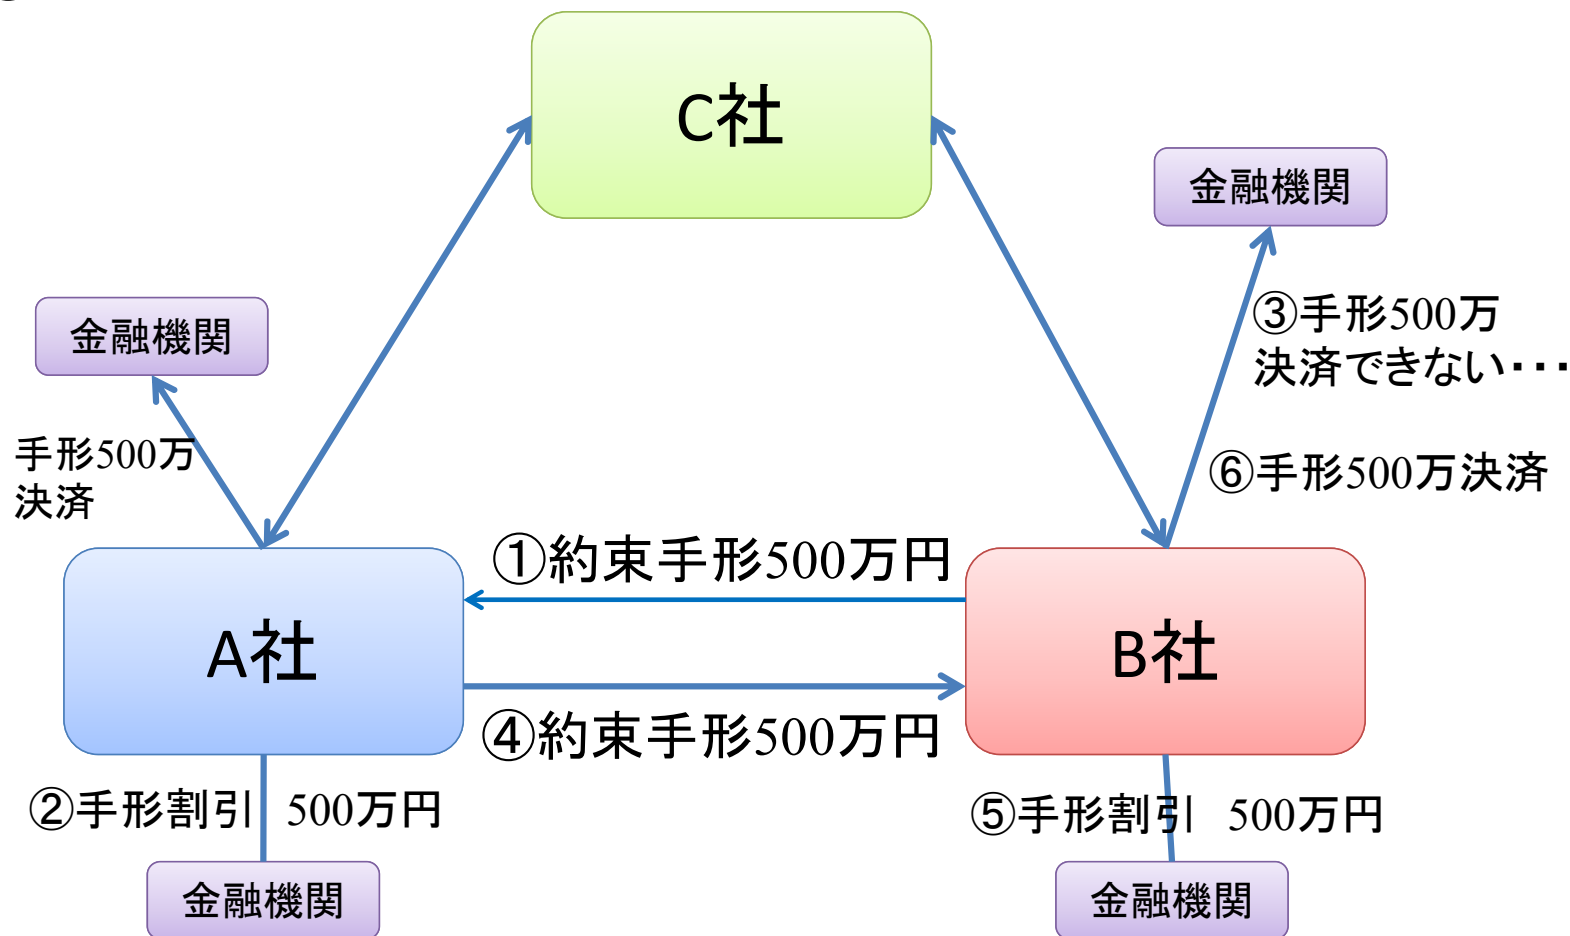 C社
金融機関
金融機関
③手形500万
決済できない・・・
手形500万
決済
⑥手形500万決済
①約束手形500万円
A社
B社
④約束手形500万円
②手形割引　500万円
⑤手形割引　500万円
金融機関
金融機関